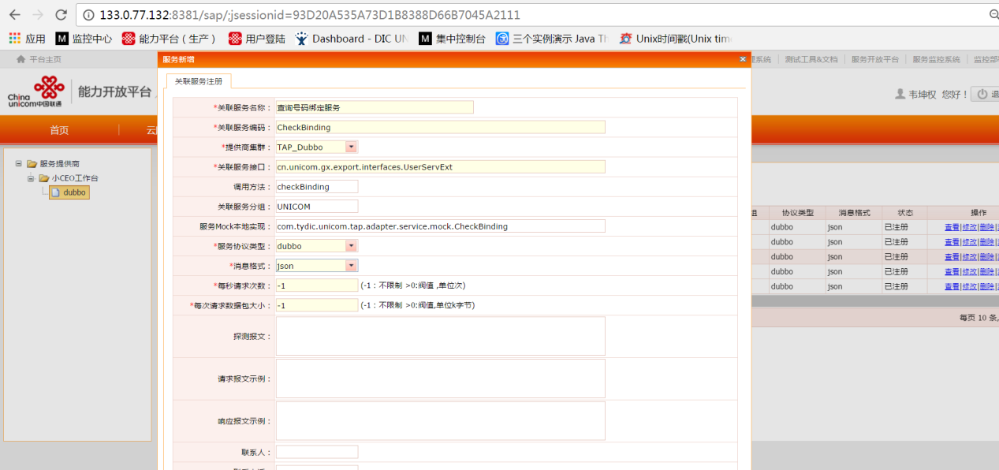 133.0.77.132:8381/sap/;jsessionid=93D20A535A73D1B8388D66B7045A2111
应用 M 监控中心 能力平台（生产） 用户登陆 Dashboard - DIC UN M 集中控制台 三个实例演示 Java Th Unix时间戳(Unix time
平台主页
服务新增
理系统 测试工具&文档 服务开放平台 服务监控系统 监控部
China unicom中国联通 能力开放平台
韦坤权 您好！ 退
首页 云
服务提供商
小CEO工作台
dubbo
关联服务注册
*关联服务名称： 查询号码绑定服务
*关联服务编码： CheckBinding
*提供商集群： TAP_Dubbo
*关联服务接口： cn.unicom.gx.export.interfaces.UserServExt
调用方法： checkBinding
关联服务分组： UNICOM
服务Mock本地实现： com.tydic.unicom.tap.adapter.service.mock.CheckBinding
*服务协议类型： dubbo
*消息格式： json
*每秒请求次数： -1 (-1：不限制 >0:阀值 ,单位次)
*每次请求数据包大小： -1 (-1：不限制 >0:阀值,单位k字节)
探测报文：
请求报文示例：
响应报文示例：
联系人：
组 协议类型 消息格式 状态 操作
dubbo json 已注册 查看|修改|删除|
dubbo json 已注册 查看|修改|删除|
dubbo json 已注册 查看|修改|删除|
dubbo json 已注册 查看|修改|删除|
dubbo json 已注册 查看|修改|删除|
每页 10 条,